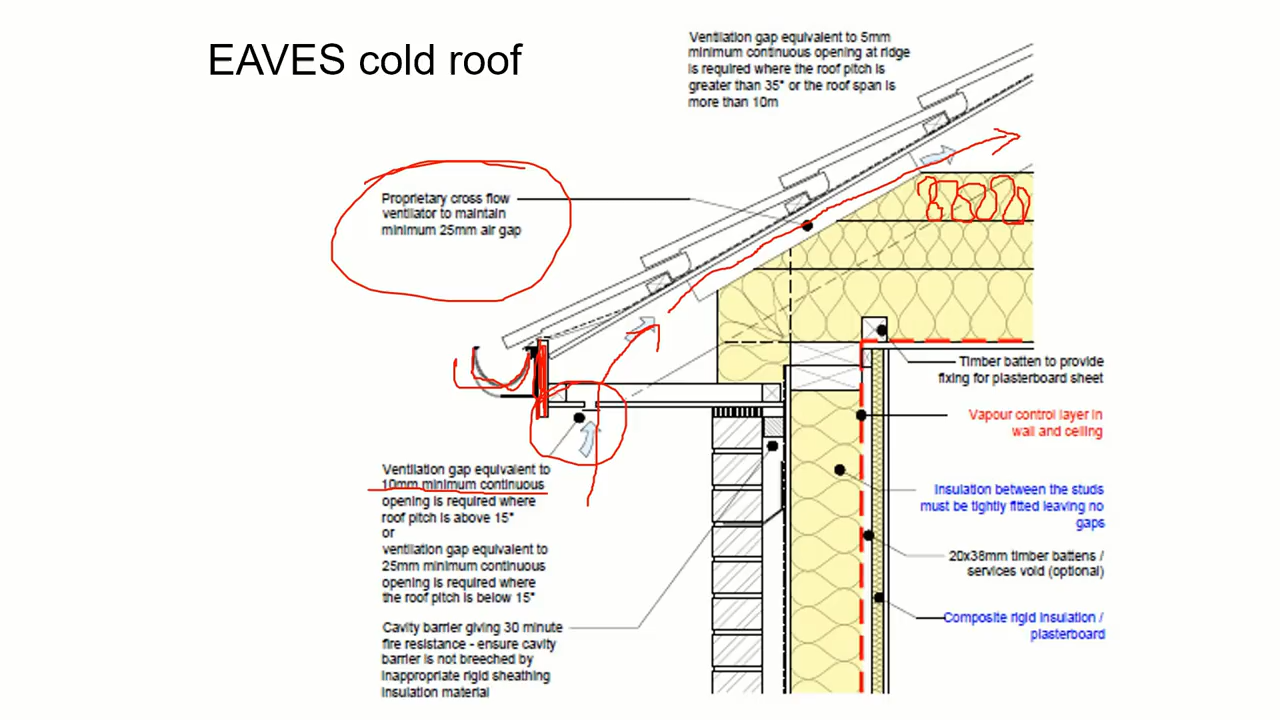 EAVES cold roof
Ventilation gap equivalent to 5mm
minimum continuous opening at ridge
is required where the roof pitch is
greater than 35° or the roof span is
more than 10m
Proprietary cross flow
ventilator to maintain
minimum 25mm air gap
Timber batten to provide
fixing for plasterboard sheet
Vapour control layer in
wall and ceiling
Ventilation gap equivalent to
10mm minimum continuous
opening is required where
roof pitch is above 15°
or
ventilation gap equivalent to
25mm minimum continuous
opening is required where
the roof pitch is below 15°
Insulation between the studs
must be tightly fitted leaving no
gaps
20x38mm timber battens /
services void (optional)
Composite rigid insulation /
plasterboard
Cavity barrier giving 30 minute
fire resistance - ensure cavity
barrier is not breeched by
inappropriate rigid sheathing
insulation material